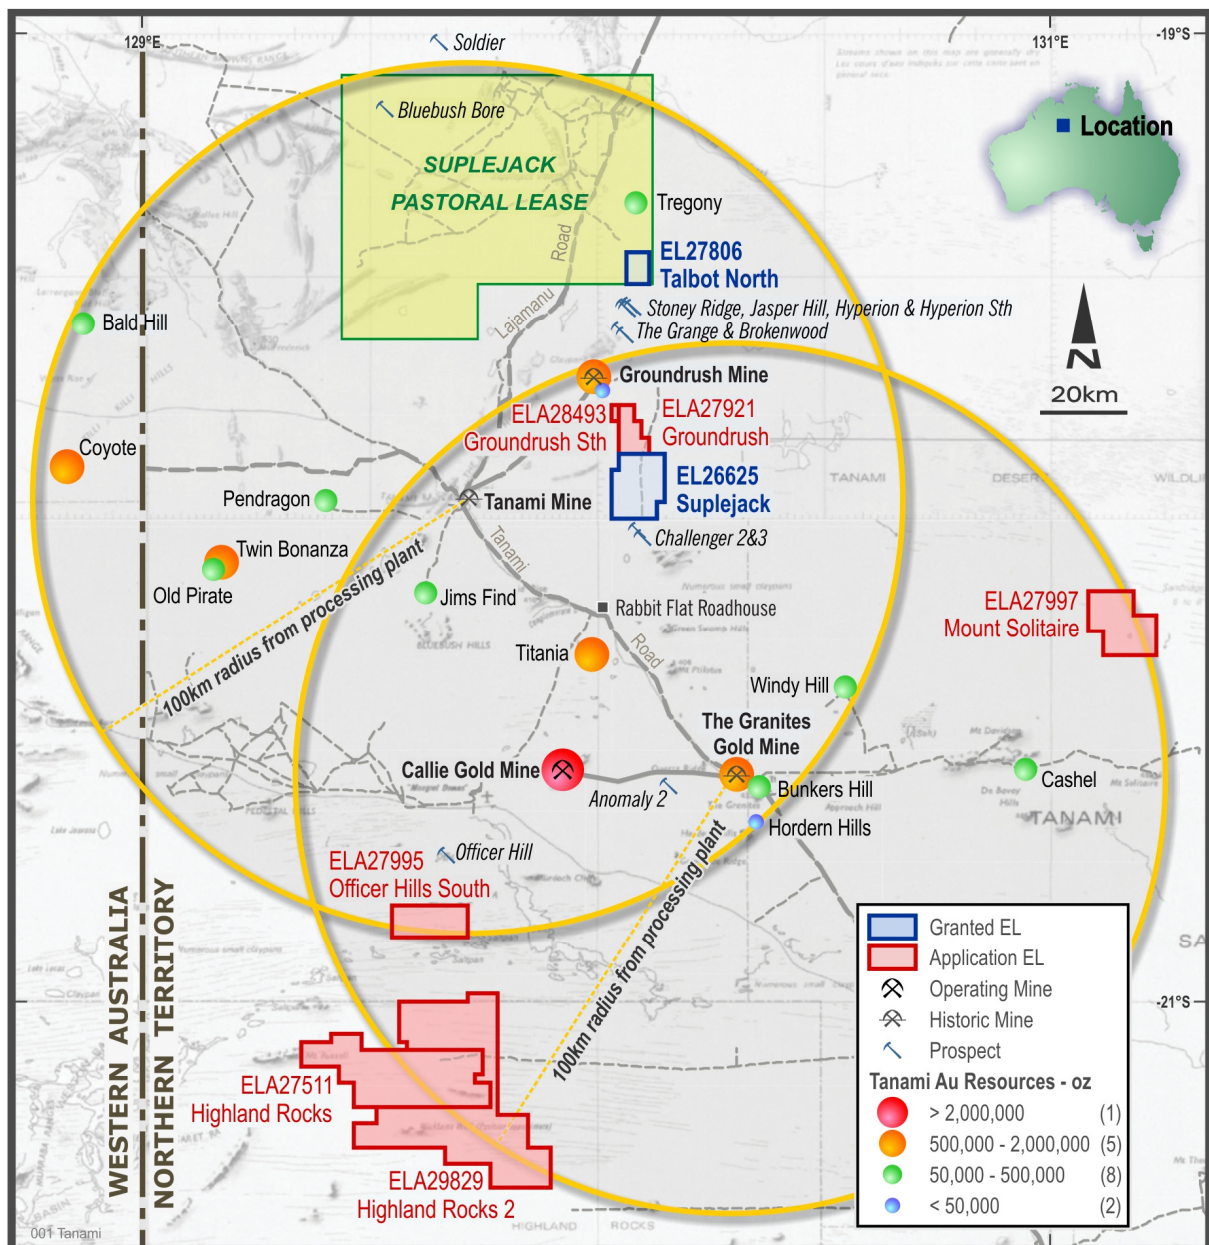 129°E
Soldier
131°E
-19°S
Bluebush Bore
Location
SUPLEJACK
PASTORAL LEASE
Tregony
Road
EL27806
Talbot North
Lajamanu
Stoney Ridge, Jasper Hill, Hyperion & Hyperion Sth
The Grange & Brokenwood
Bald Hill
N
20km
Groundrush Mine
ELA28493
Groundrush Sth
ELA27921
Groundrush
Coyote
EL26625
Suplejack
TANAMI
DESERT
Pendragon
Tanami Mine
Challenger 2&3
Tanami
Twin Bonanza
Old Pirate
Jims Find
Rabbit Flat Roadhouse
ELA27997
Mount Solitaire
BLUEBUSH HILLS
Road
Titania
100km radius from processing plant
Windy Hill
The Granites
Gold Mine
Callie Gold Mine
Anomaly 2
Bunkers Hill
Cashel
Hordern Hills
TANAMI
Officer Hill
ELA27995
Officer Hills South
100km radius from processing plant
WESTERN AUSTRALIA
NORTHERN TERRITORY
-21°S
ELA27511
Highland Rocks
ELA29829
Highland Rocks 2
HIGHLAND
ROCKS
001 Tanami
Granted EL
Application EL
Operating Mine
Historic Mine
Prospect
Tanami Au Resources - oz
> 2,000,000 (1)
500,000 - 2,000,000 (5)
50,000 - 500,000 (8)
< 50,000 (2)